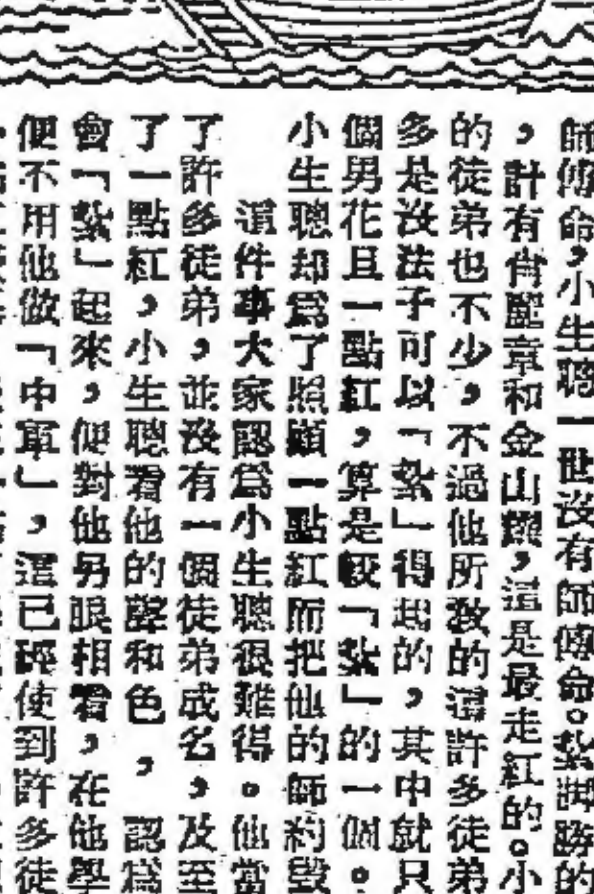 師傅命,小生聰一世沒有師傅命。紮脚勝的
,計有肖麗章和金山耀,這是最走紅的。小
的徒弟也不少,不過他所敎的這許多徒弟
多是沒法子可以「紮」得起的,其中就只
個男花旦一點紅,算是較「紮」的一個。
小生聰却爲了照顧一點紅而把他的師約毀
這件事大家認爲小生聰很難得。他當
了許多徒弟,並沒有一個徒弟成名,及至
了一點紅,小生聰看他的聲和色,認爲
會「紮」起來,便對他另眼相看,在他學
便不用他做「中軍」,這已經使到許多徒